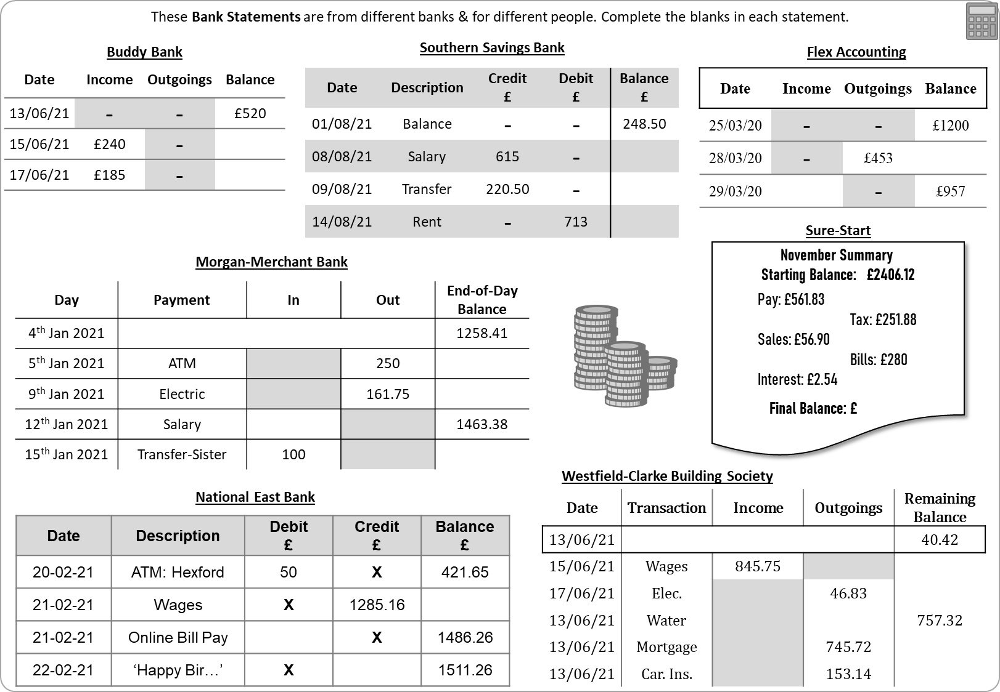 These Bank Statements are from different banks & for different people. Complete the blanks in each statement.
Buddy Bank
Date Income Outgoings Balance
13/06/21 - - £520
15/06/21 £240 -
17/06/21 £185 -
Southern Savings Bank
Date Description Credit £ Debit £ Balance £
01/08/21 Balance - - 248.50
08/08/21 Salary 615 -
09/08/21 Transfer 220.50 -
14/08/21 Rent - 713
Flex Accounting
Date Income Outgoings Balance
25/03/20 - - £1200
28/03/20 - £453
29/03/20 - £957
Morgan-Merchant Bank
Day Payment In Out End-of-Day Balance
4th Jan 2021 1258.41
5th Jan 2021 ATM 250
9th Jan 2021 Electric 161.75
12th Jan 2021 Salary 1463.38
15th Jan 2021 Transfer-Sister 100
Sure-Start
November Summary
Starting Balance: £2406.12
Pay: £561.83
Tax: £251.88
Sales: £56.90
Bills: £280
Interest: £2.54
Final Balance: £
National East Bank
Date Description Debit £ Credit £ Balance £
20-02-21 ATM: Hexford 50 X 421.65
21-02-21 Wages X 1285.16
21-02-21 Online Bill Pay X 1486.26
22-02-21 ‘Happy Bir…’ X 1511.26
Westfield-Clarke Building Society
Date Transaction Income Outgoings Remaining Balance
13/06/21 40.42
15/06/21 Wages 845.75
17/06/21 Elec. 46.83
13/06/21 Water 757.32
13/06/21 Mortgage 745.72
13/06/21 Car. Ins. 153.14